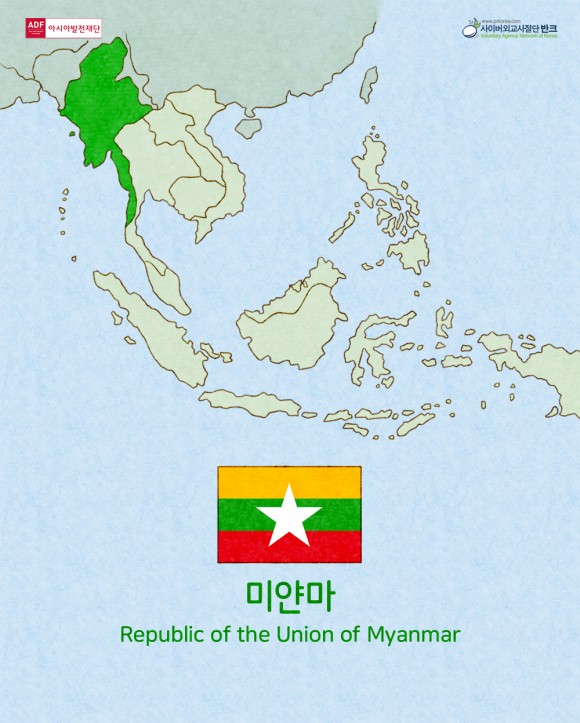 ADF
아시아발전재단
www.prkorea.com
사이버외교사절단 반크
Voluntary Agency Network of Korea
미얀마
Republic of the Union of Myanmar